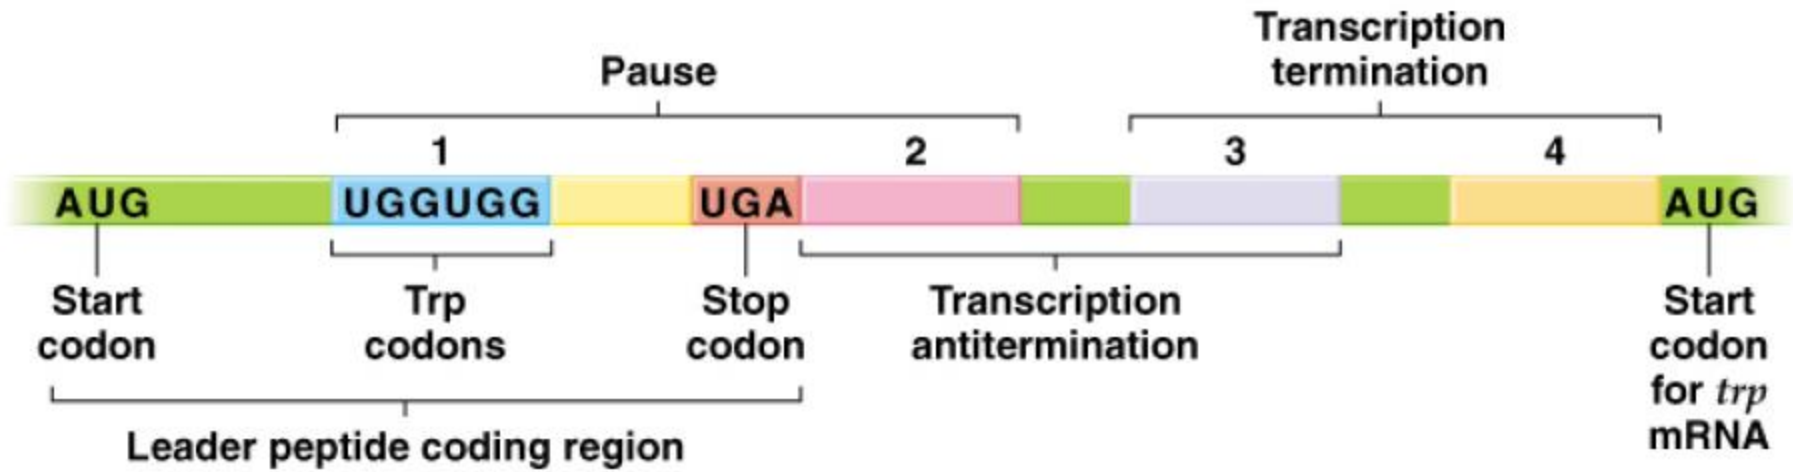 Transcription
termination
Pause
1
2
3
4
AUG
UGGUGG
UGA
AUG
Start
codon
Trp
codons
Stop
codon
Transcription
antitermination
Start
codon
for trp
mRNA
Leader peptide coding region